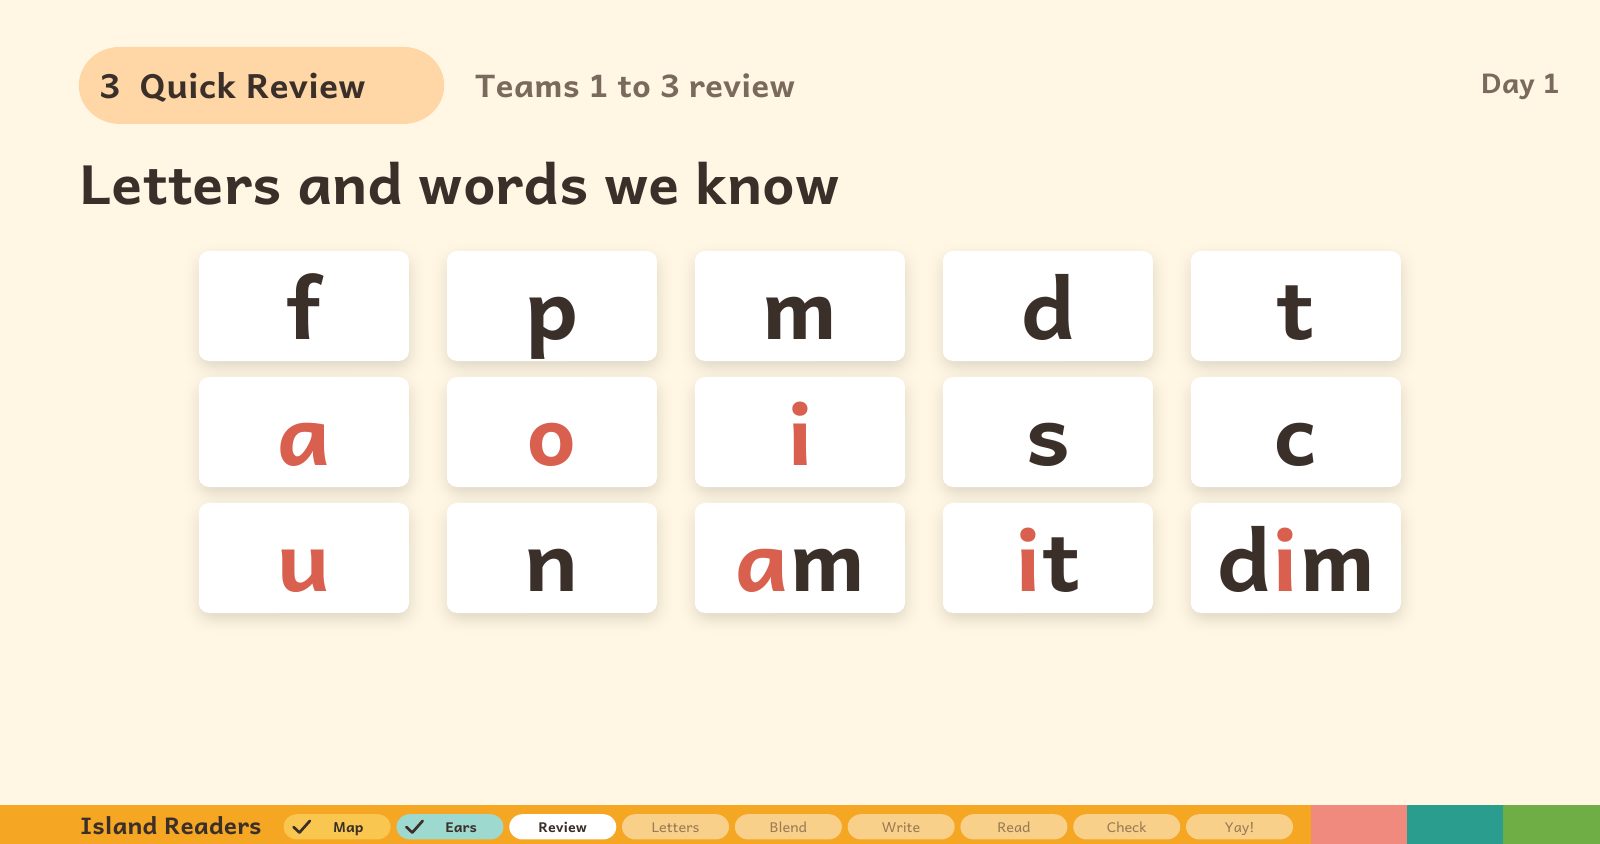 3 Quick Review
Teams 1 to 3 review
Day 1
Letters and words we know
f p m d t
a o i s c
u n am it dim
Island Readers Map Ears Review Letters Blend Write Read Check Yay!